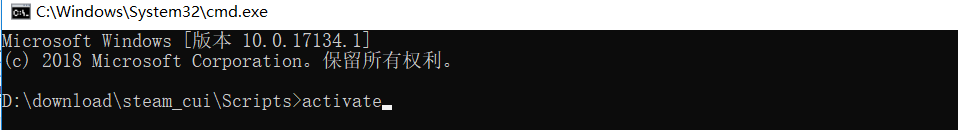 C:\Windows\System32\cmd.exe
Microsoft Windows [版本 10.0.17134.1]
(c) 2018 Microsoft Corporation。保留所有权利。
D:\download\steam_cui\Scripts>activate